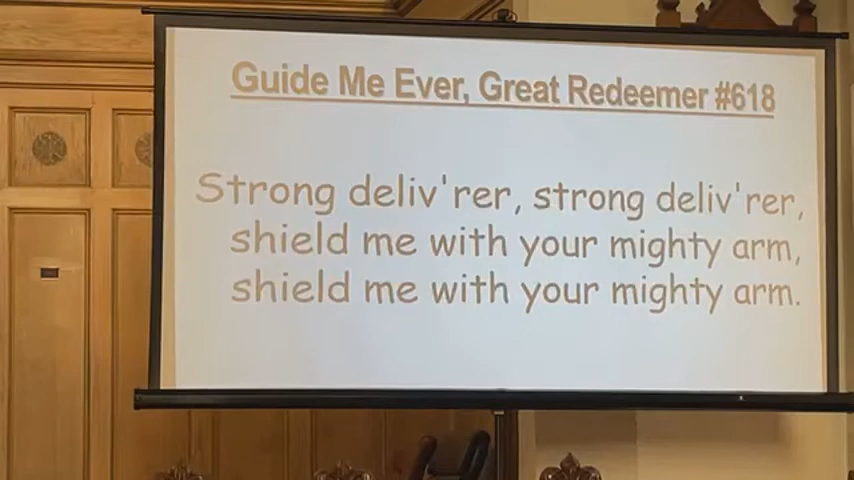 Guide Me Ever, Great Redeemer #618
Strong deliv'rer, strong deliv'rer,
shield me with your mighty arm,
shield me with your mighty arm.